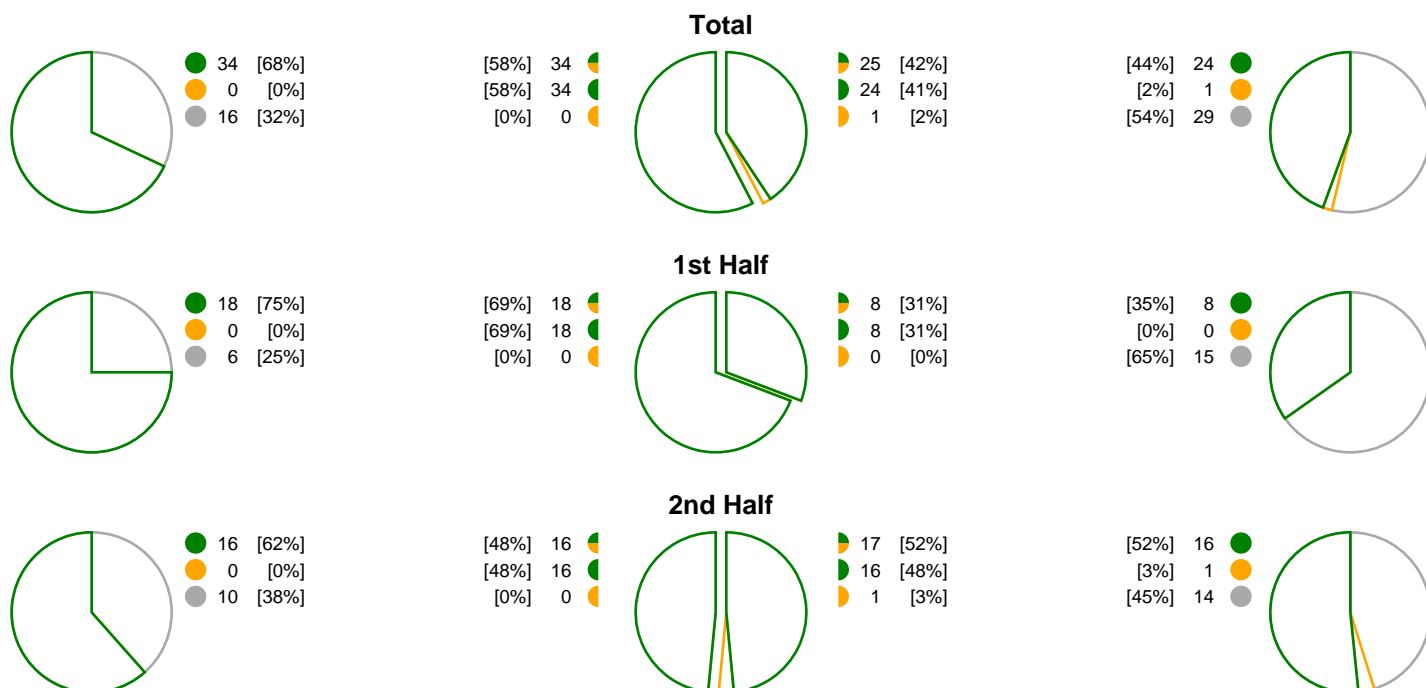 Total
34 [68%] [58%] 34 25 [42%] [44%] 24
0 [0%] [58%] 34 24 [41%] [2%] 1
16 [32%] [0%] 0 1 [2%] [54%] 29
1st Half
18 [75%] [69%] 18 8 [31%] [35%] 8
0 [0%] [69%] 18 8 [31%] [0%] 0
6 [25%] [0%] 0 0 [0%] [65%] 15
2nd Half
16 [62%] [48%] 16 17 [52%] [52%] 16
0 [0%] [48%] 16 16 [48%] [3%] 1
10 [38%] [0%] 0 1 [3%] [45%] 14